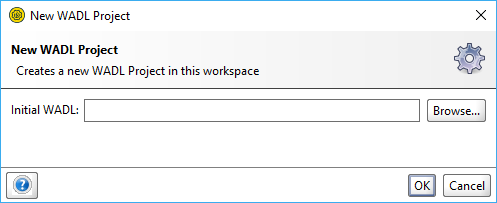 New WADL Project
New WADL Project
Creates a new WADL Project in this workspace
Initial WADL:
Browse...
?
OK
Cancel